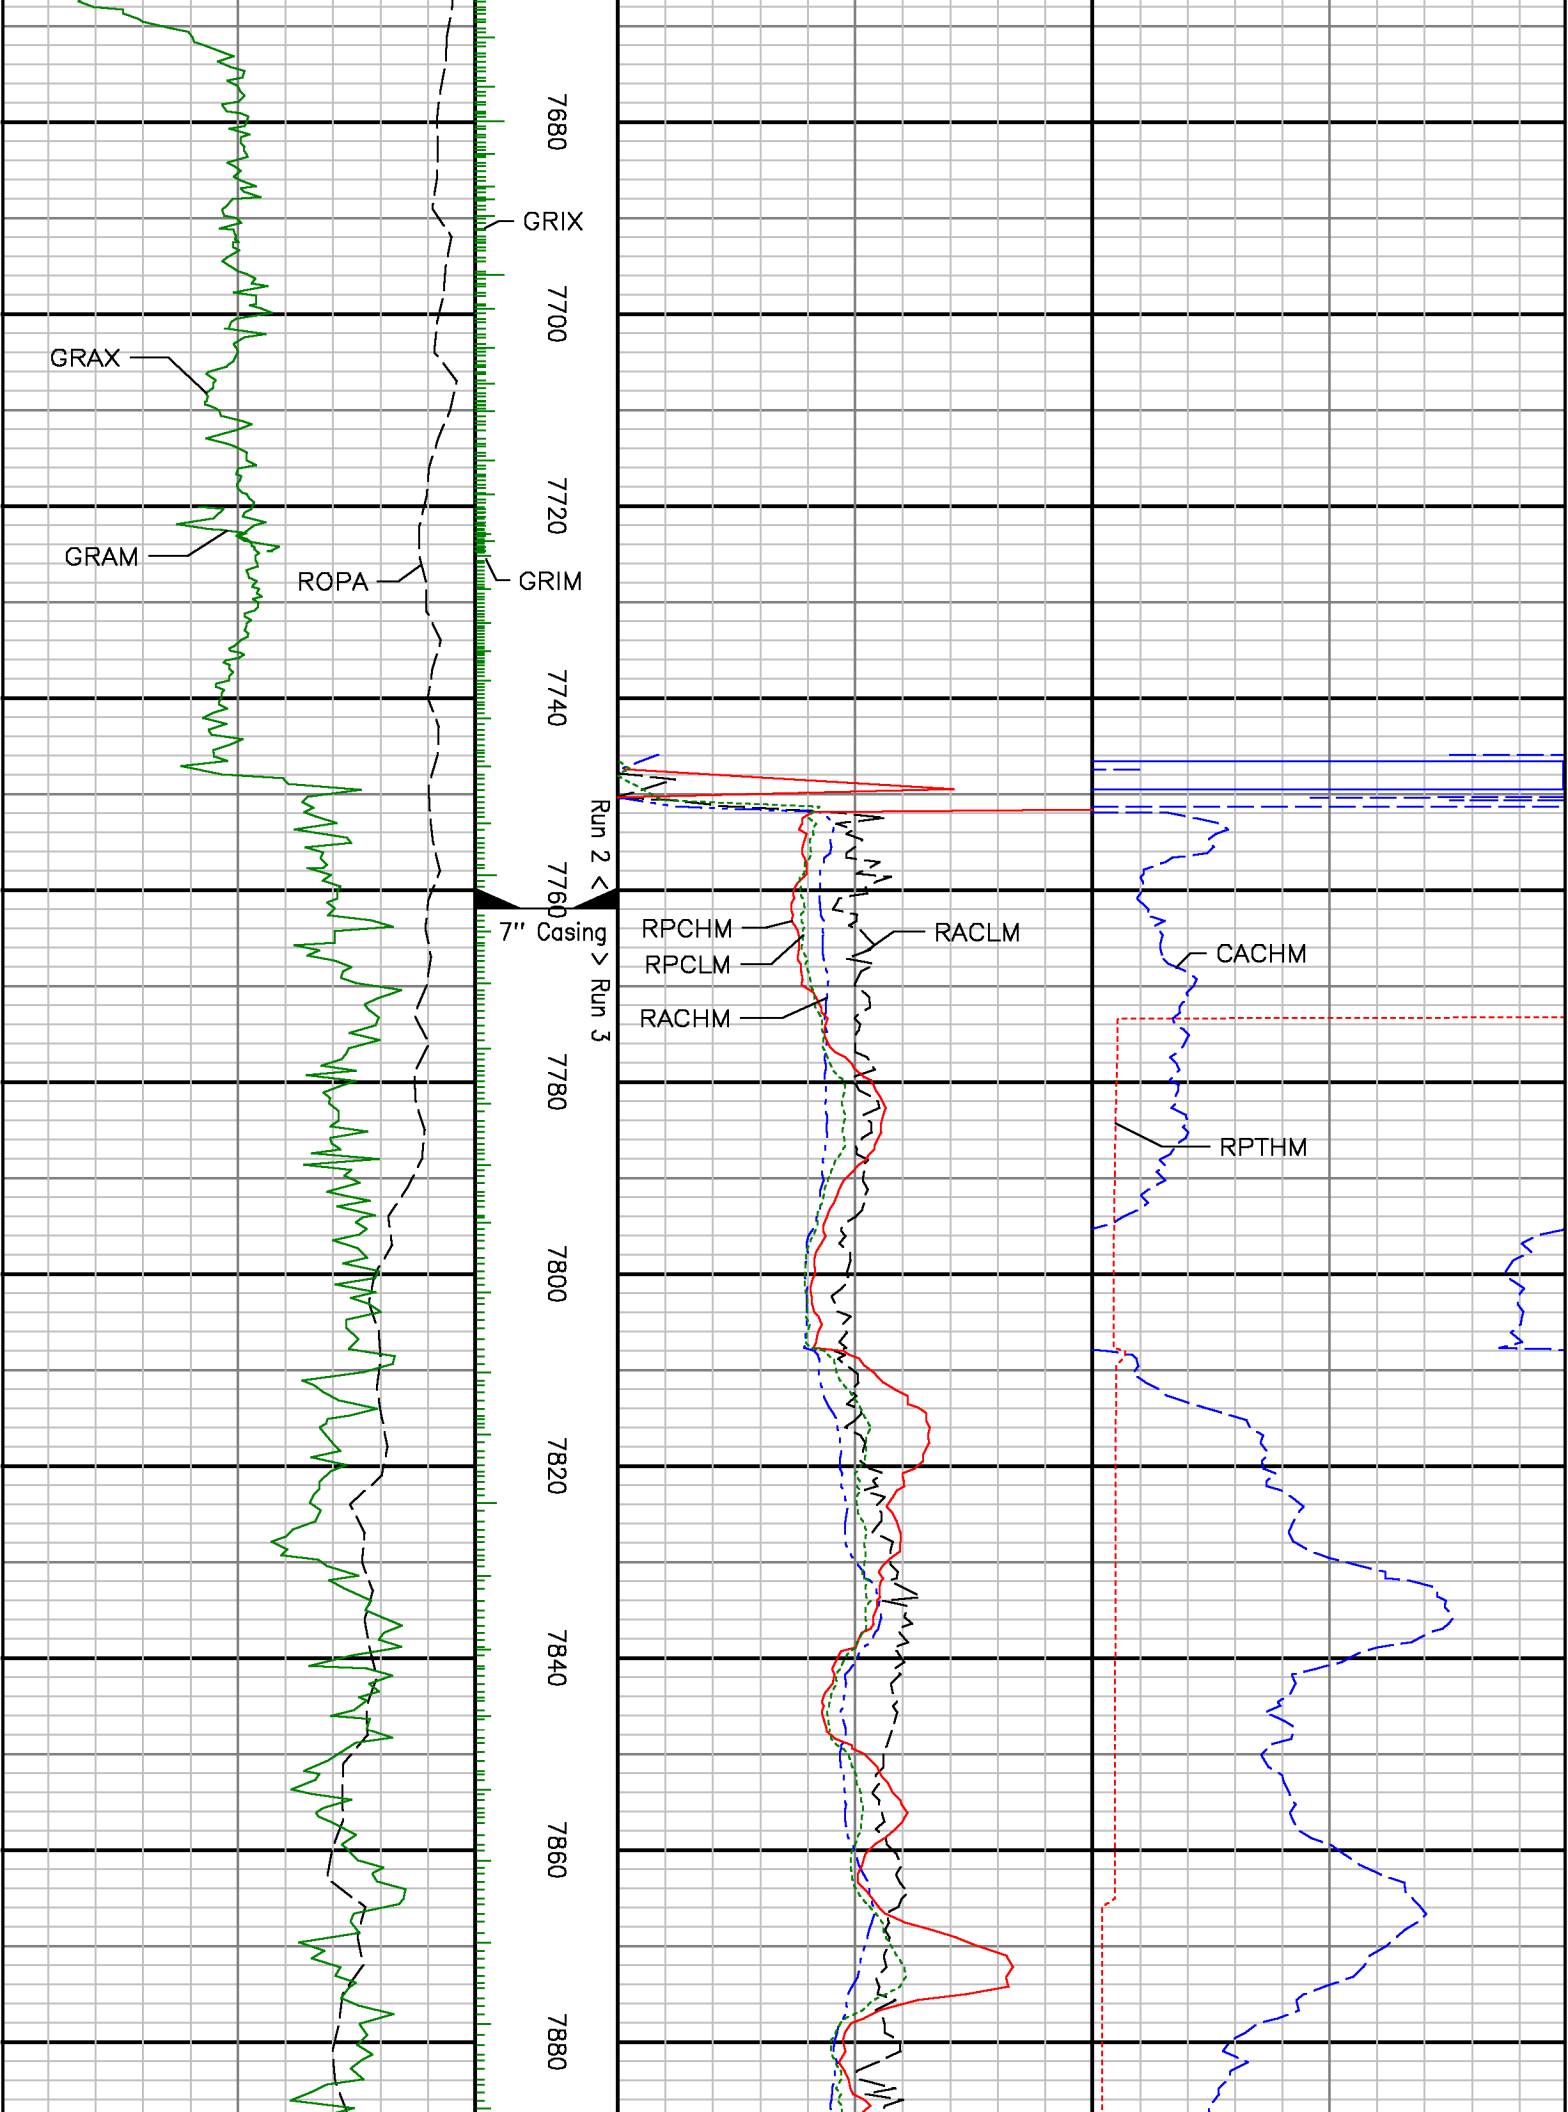 7680
GRIX
7700
GRAX
7720
GRAM
ROPA
GRIM
7740
Run 2 <
7760
7" Casing
> Run 3
RPCHM
RACLM
RPCLM
CACHM
RACHM
7780
RPTHM
7800
7820
7840
7860
7880